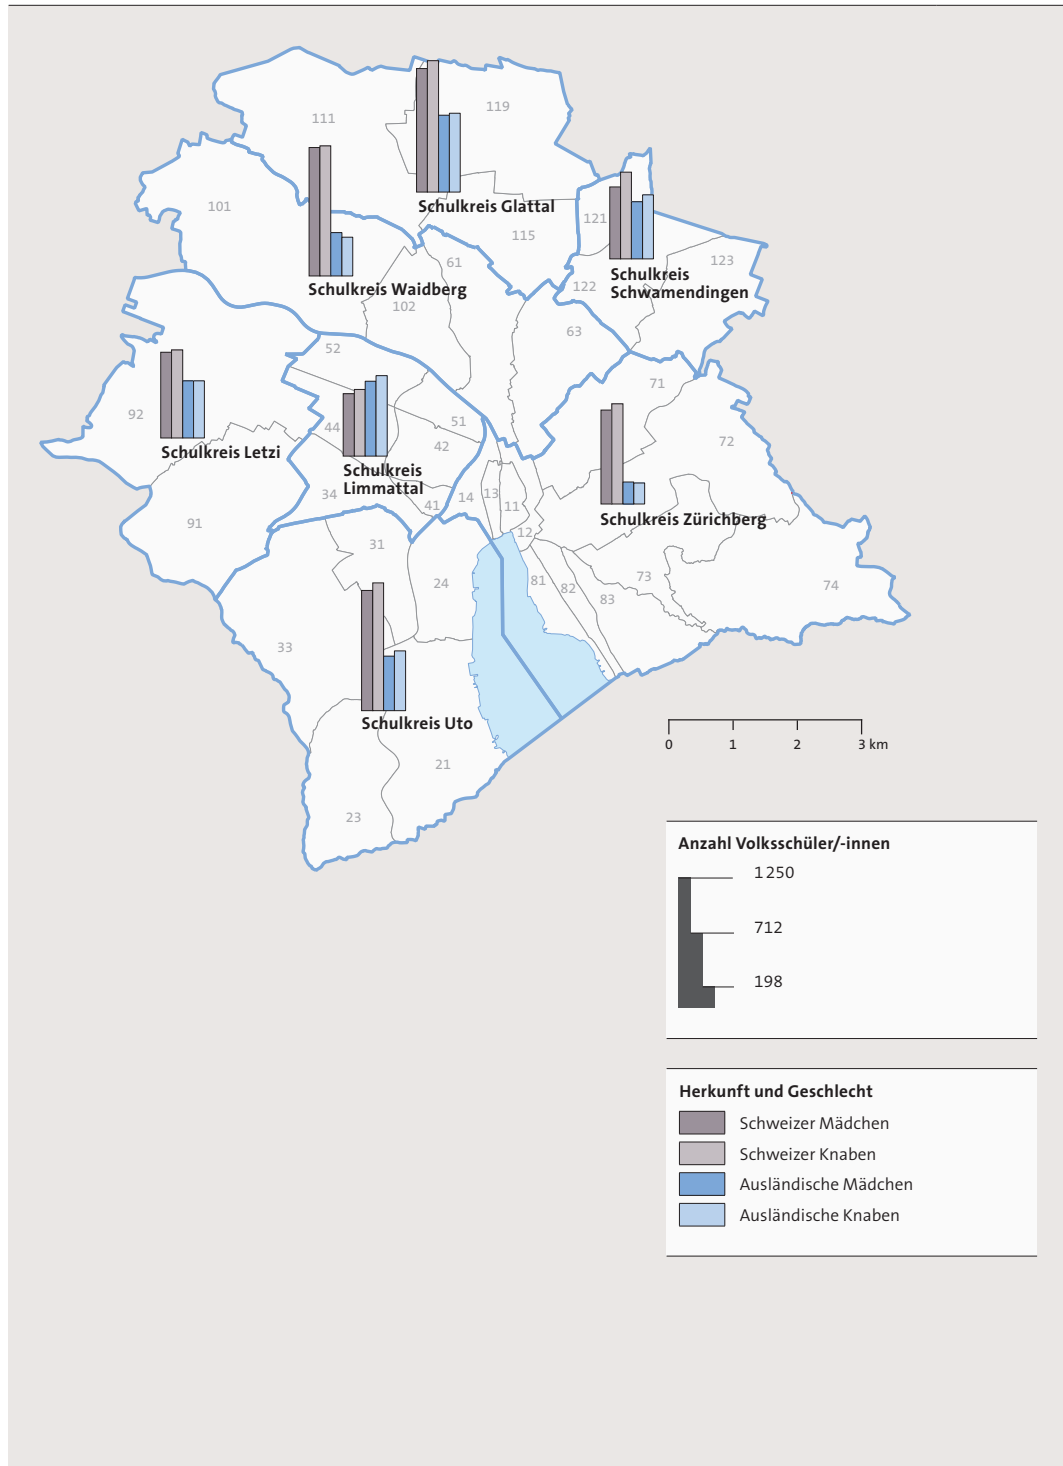 111
119
101
Schulkreis Glattal
121
115
123
61
Schulkreis
Schwamendingen
122
Schulkreis Waidberg
102
63
52
71
92
44
51
42
72
Schulkreis Letzi
Schulkreis
Limmattal
34
41
14
13
11
Schulkreis Zürichberg
91
12
31
24
81
82
83
73
74
33
Schulkreis Uto
21
23
0 1 2 3 km
Anzahl Volksschüler/-innen
1250
712
198
Herkunft und Geschlecht
Schweizer Mädchen
Schweizer Knaben
Ausländische Mädchen
Ausländische Knaben